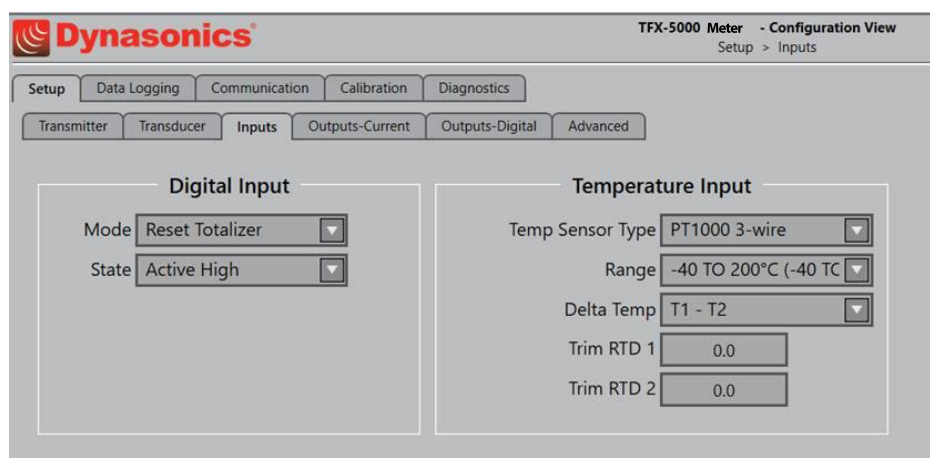 Dynasonics
TFX-5000 Meter - Configuration View
Setup > Inputs
Setup Data Logging Communication Calibration Diagnostics
Transmitter Transducer Inputs Outputs-Current Outputs-Digital Advanced
Digital Input
Mode Reset Totalizer
State Active High
Temperature Input
Temp Sensor Type PT1000 3-wire
Range -40 TO 200°C (-40 TC
Delta Temp T1 - T2
Trim RTD 1 0.0
Trim RTD 2 0.0